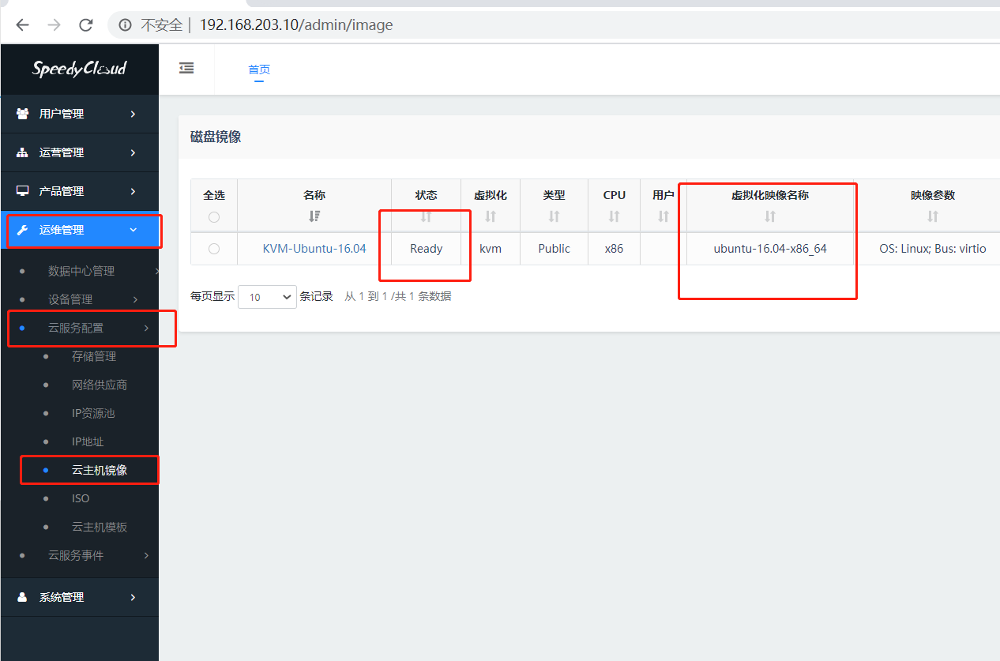 不安全 | 192.168.203.10/admin/image
SpeedyCloud
首页
用户管理
运营管理
产品管理
运维管理
数据中心管理
设备管理
云服务配置
存储管理
网络供应商
IP资源池
IP地址
云主机镜像
ISO
云主机模板
云服务事件
系统管理
磁盘镜像
全选 名称 状态 虚拟化 类型 CPU 用户 虚拟化映像名称 映像参数
KVM-Ubuntu-16.04 Ready kvm Public x86 ubuntu-16.04-x86_64 OS: Linux; Bus: virtio
每页显示 10 条记录 从 1 到 1 /共 1 条数据